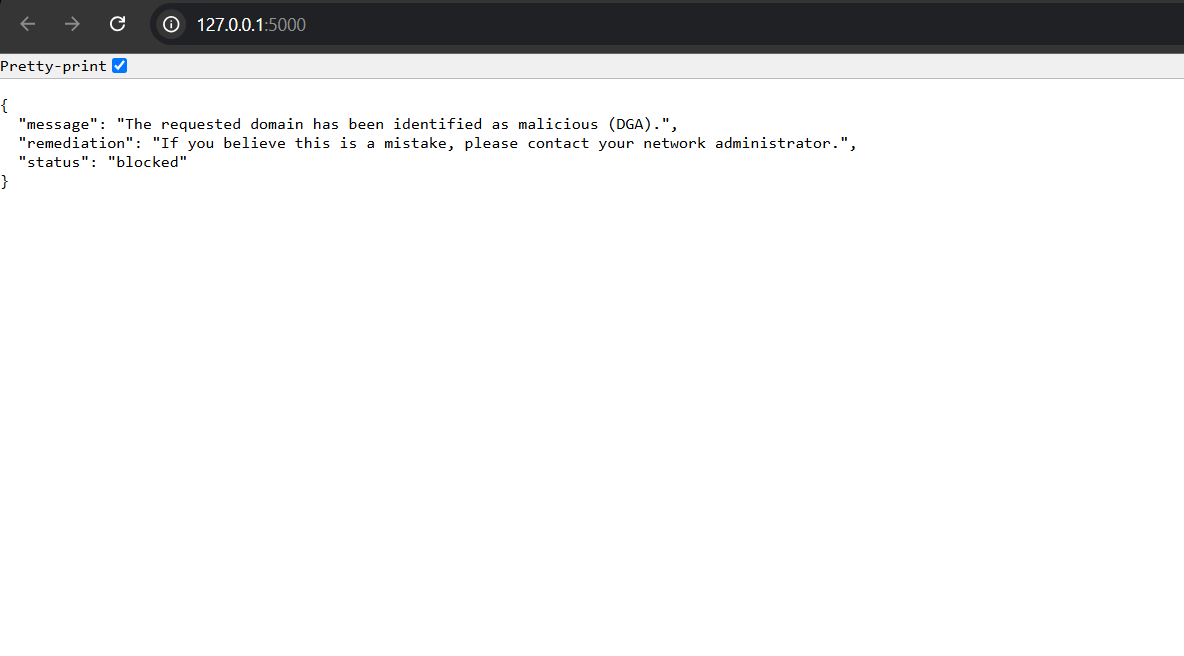 127.0.0.1:5000
Pretty-print
{
  "message": "The requested domain has been identified as malicious (DGA).",
  "remediation": "If you believe this is a mistake, please contact your network administrator.",
  "status": "blocked"
}